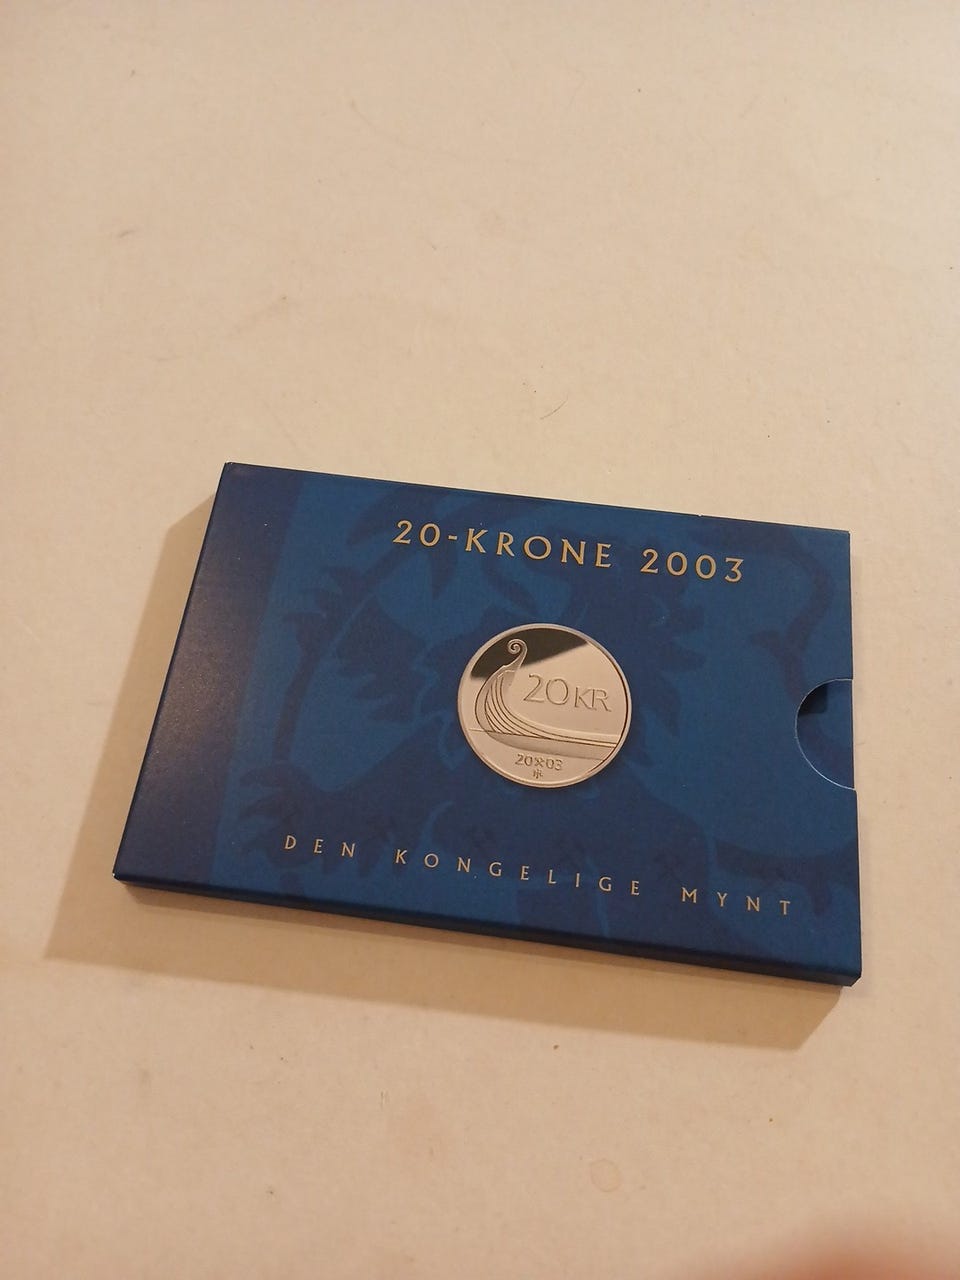 20-KRONE 2003
20 KR
20⚒03
DEN KONGELIGE MYNT